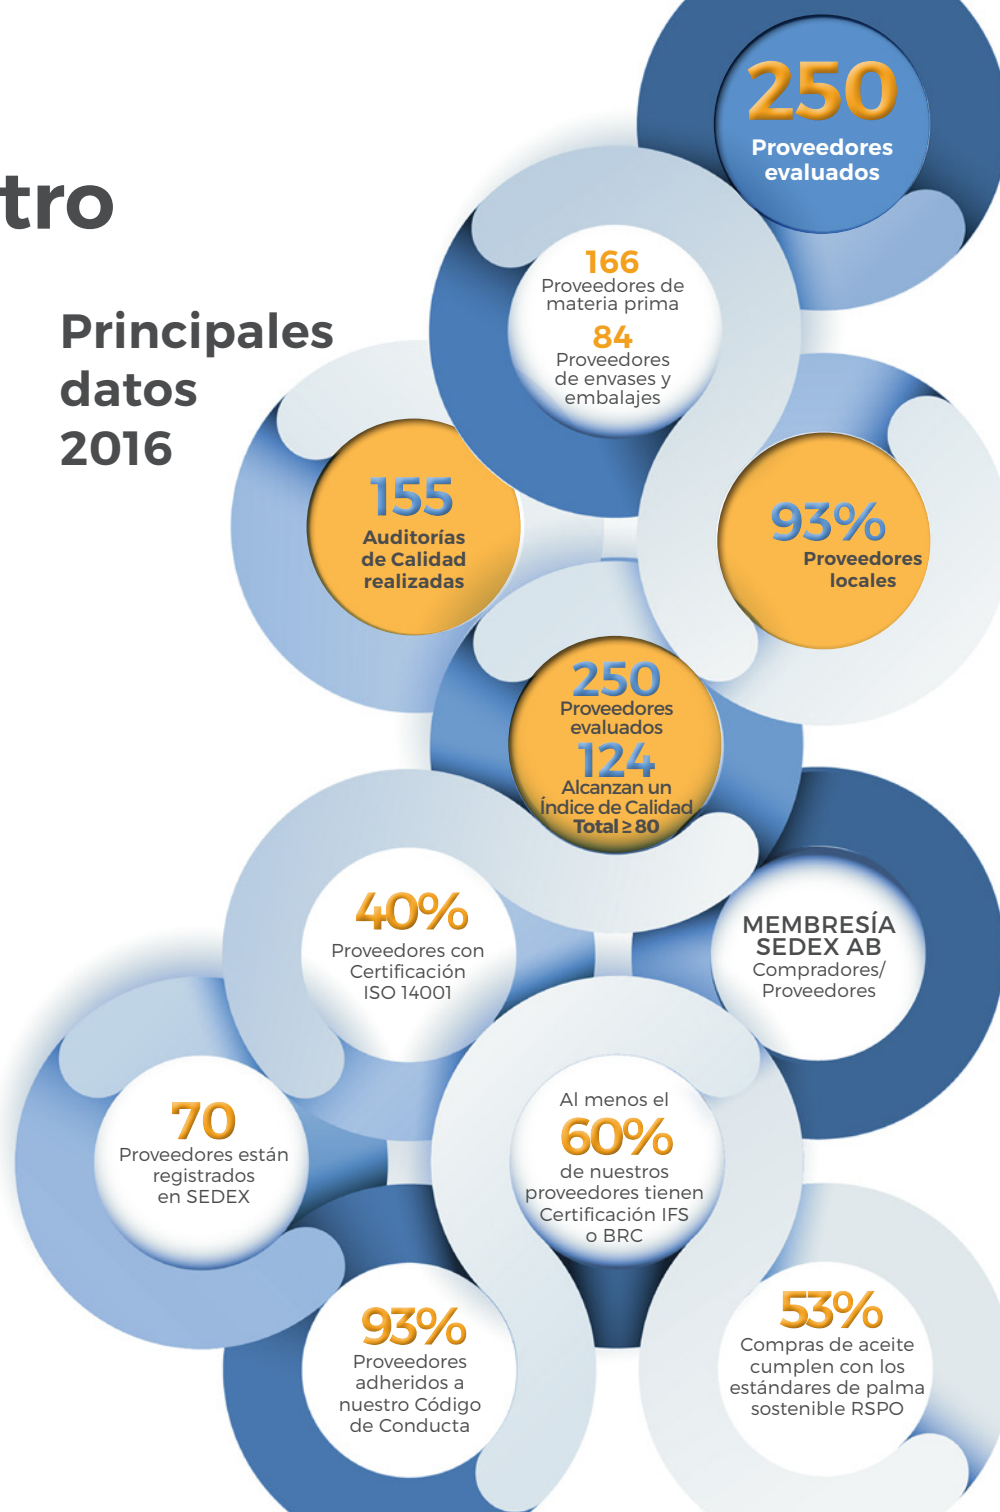 tro
Principales
datos
2016
250
Proveedores
evaluados
166
Proveedores de
materia prima
84
Proveedores
de envases y
embalajes
155
Auditorías
de Calidad
realizadas
93%
Proveedores
locales
250
Proveedores
evaluados
124
Alcanzan un
Índice de Calidad
Total ≥ 80
40%
Proveedores con
Certificación
ISO 14001
MEMBRESÍA
SEDEX AB
Compradores/
Proveedores
70
Proveedores están
registrados
en SEDEX
Al menos el
60%
de nuestros
proveedores tienen
Certificación IFS
o BRC
93%
Proveedores
adheridos a
nuestro Código
de Conducta
53%
Compras de aceite
cumplen con los
estándares de palma
sostenible RSPO